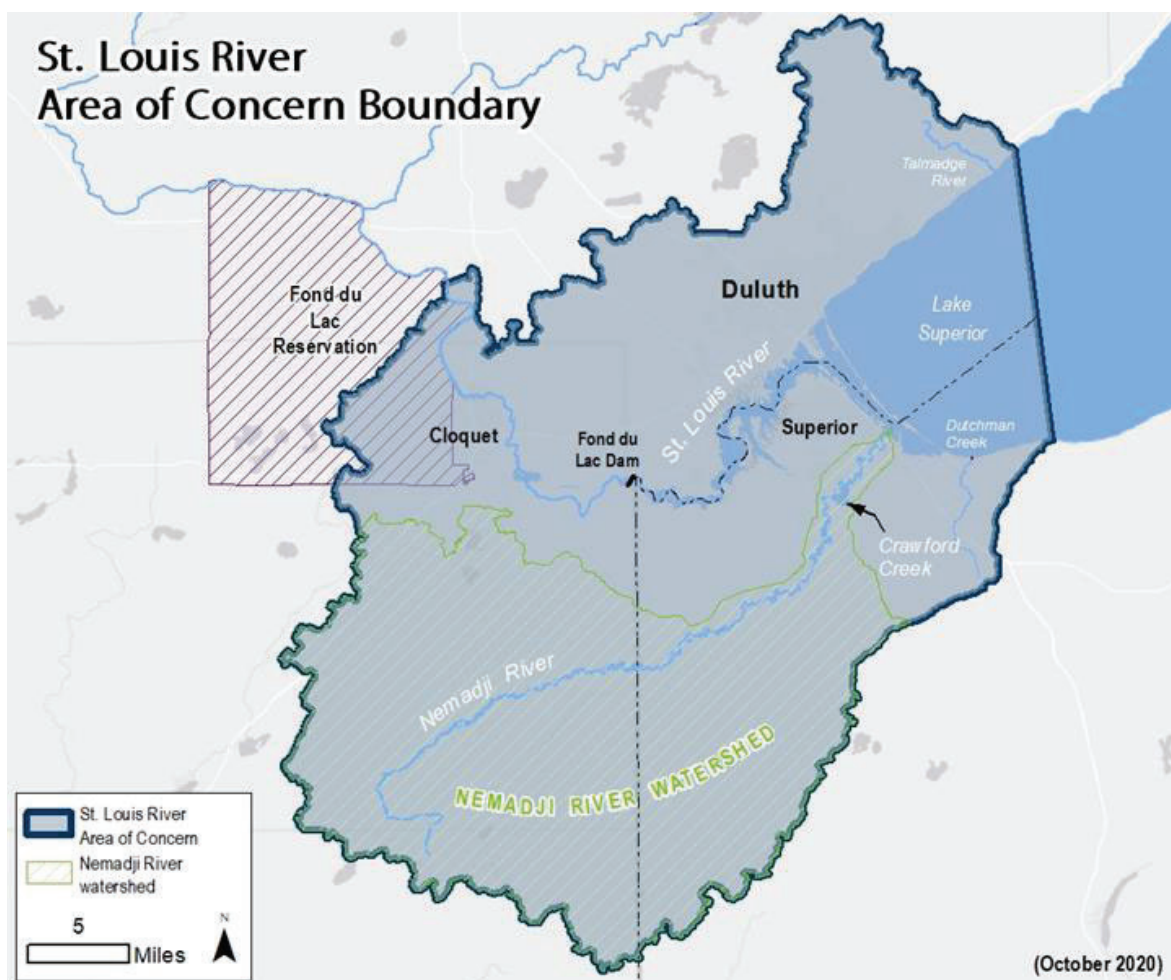 St. Louis River
Area of Concern Boundary
Talmadge
River
Fond du
Lac
Reservation
Duluth
Lake
Superior
St. Louis River
Cloquet
Fond du
Lac Dam
Superior
Dutchman
Creek
Crawford
Creek
Nemadji River
NEMADJI RIVER WATERSHED
St. Louis River
Area of Concern
Nemadji River
watershed
5
Miles
N
(October 2020)